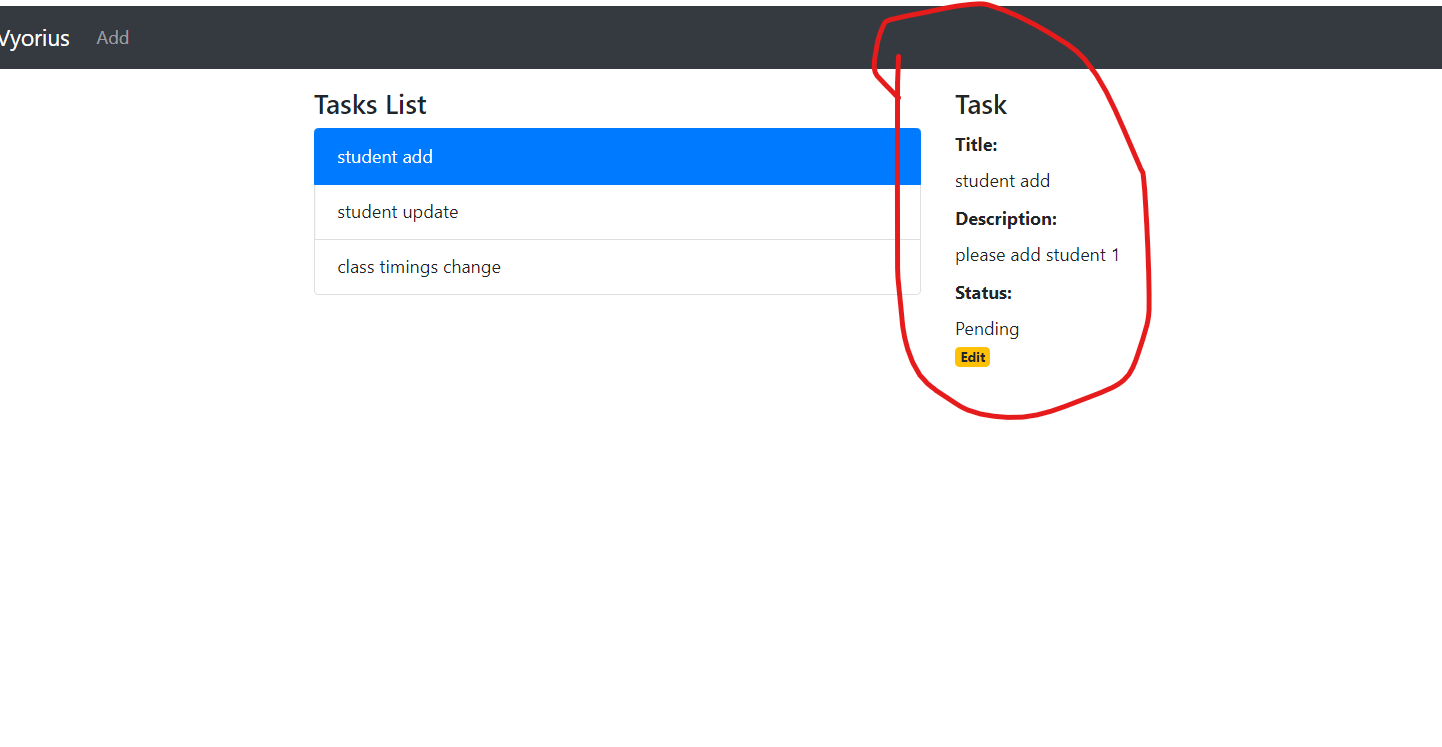 Vyorius Add
Tasks List
student add
student update
class timings change
Task
Title:
student add
Description:
please add student 1
Status:
Pending
Edit